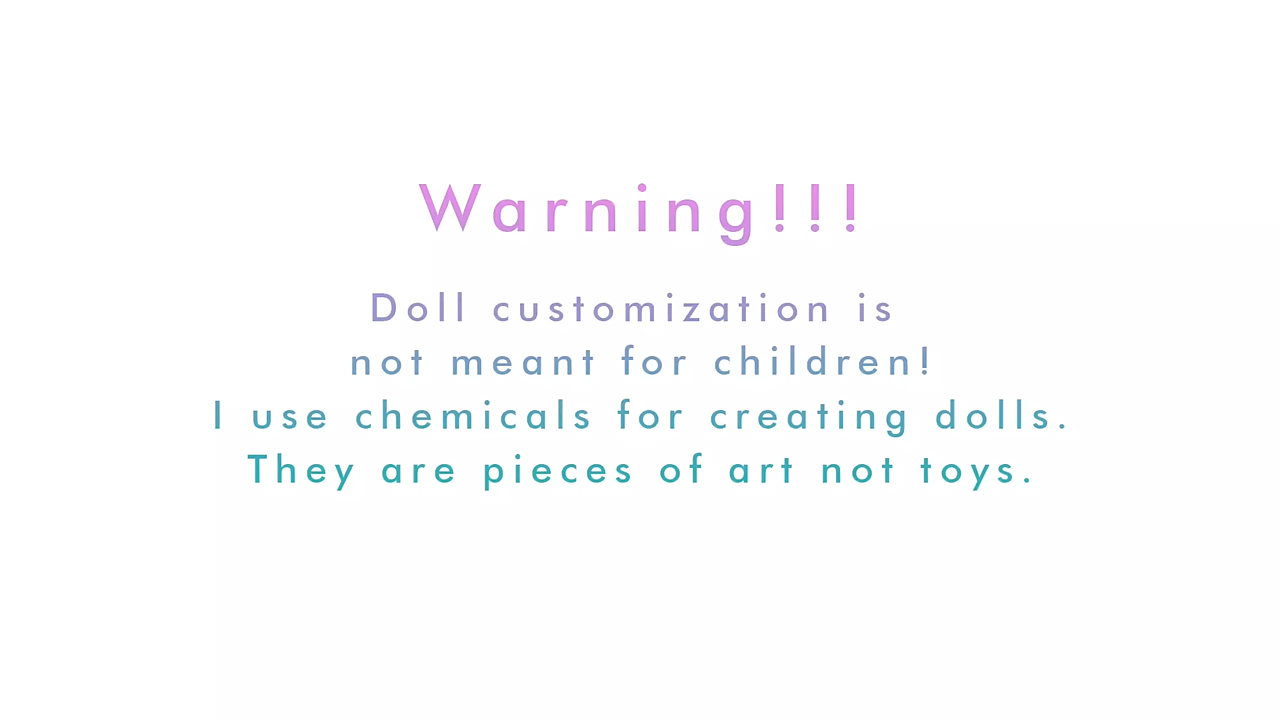 Warning!!!
Doll customization is
not meant for children!
I use chemicals for creating dolls.
They are pieces of art not toys.